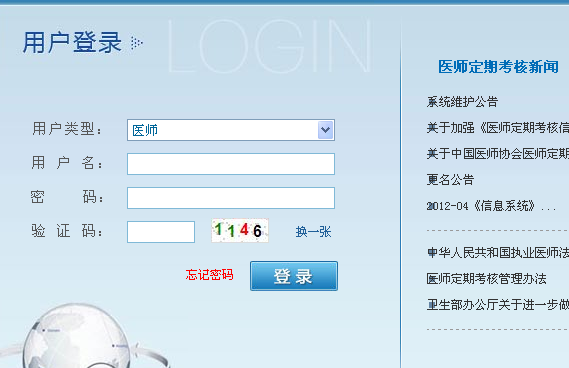 用户登录
LOGIN
用户类型：
医师
用 户 名：
密 码：
验 证 码：
1146
换一张
忘记密码
登 录
医师定期考核新闻
系统维护公告
关于加强《医师定期考核信
关于中国医师协会医师定期
更名公告
2012-04《信息系统》...
中华人民共和国执业医师法
医师定期考核管理办法
卫生部办公厅关于进一步做